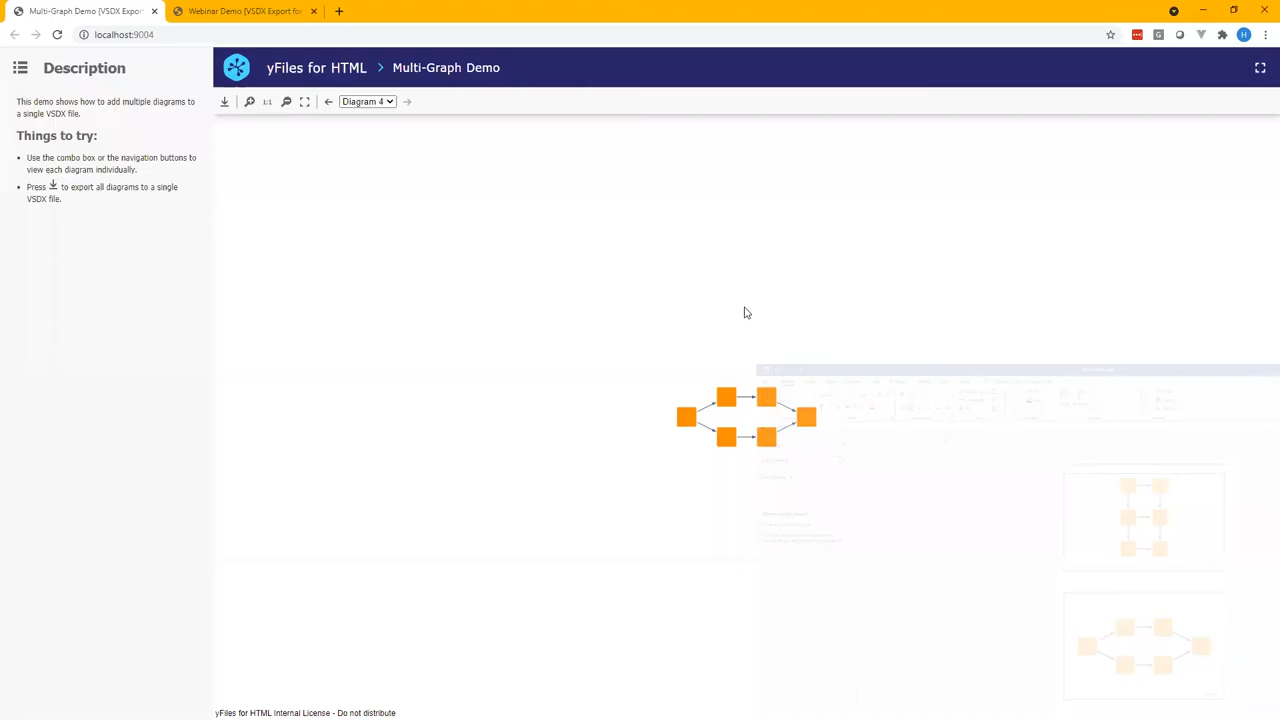 Multi-Graph Demo [VSDX Export
Webinar Demo [VSDX Export for
localhost:9004
H
Description
This demo shows how to add multiple diagrams to
a single VSDX file.
Things to try:
Use the combo box or the navigation buttons to
view each diagram individually.
Press to export all diagrams to a single
VSDX file.
yFiles for HTML > Multi-Graph Demo
1:1
Diagram 4
yFiles for HTML Internal License - Do not distribute